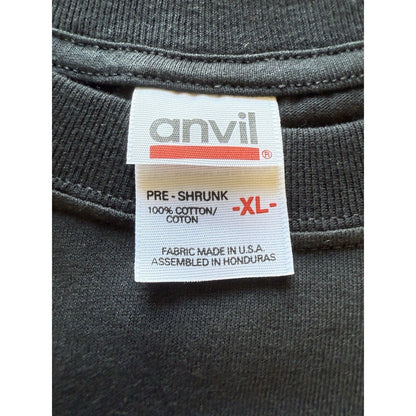 anvil®
PRE-SHRUNK
100% COTTON/
COTON
-XL-
FABRIC MADE IN U.S.A.
ASSEMBLED IN HONDURAS